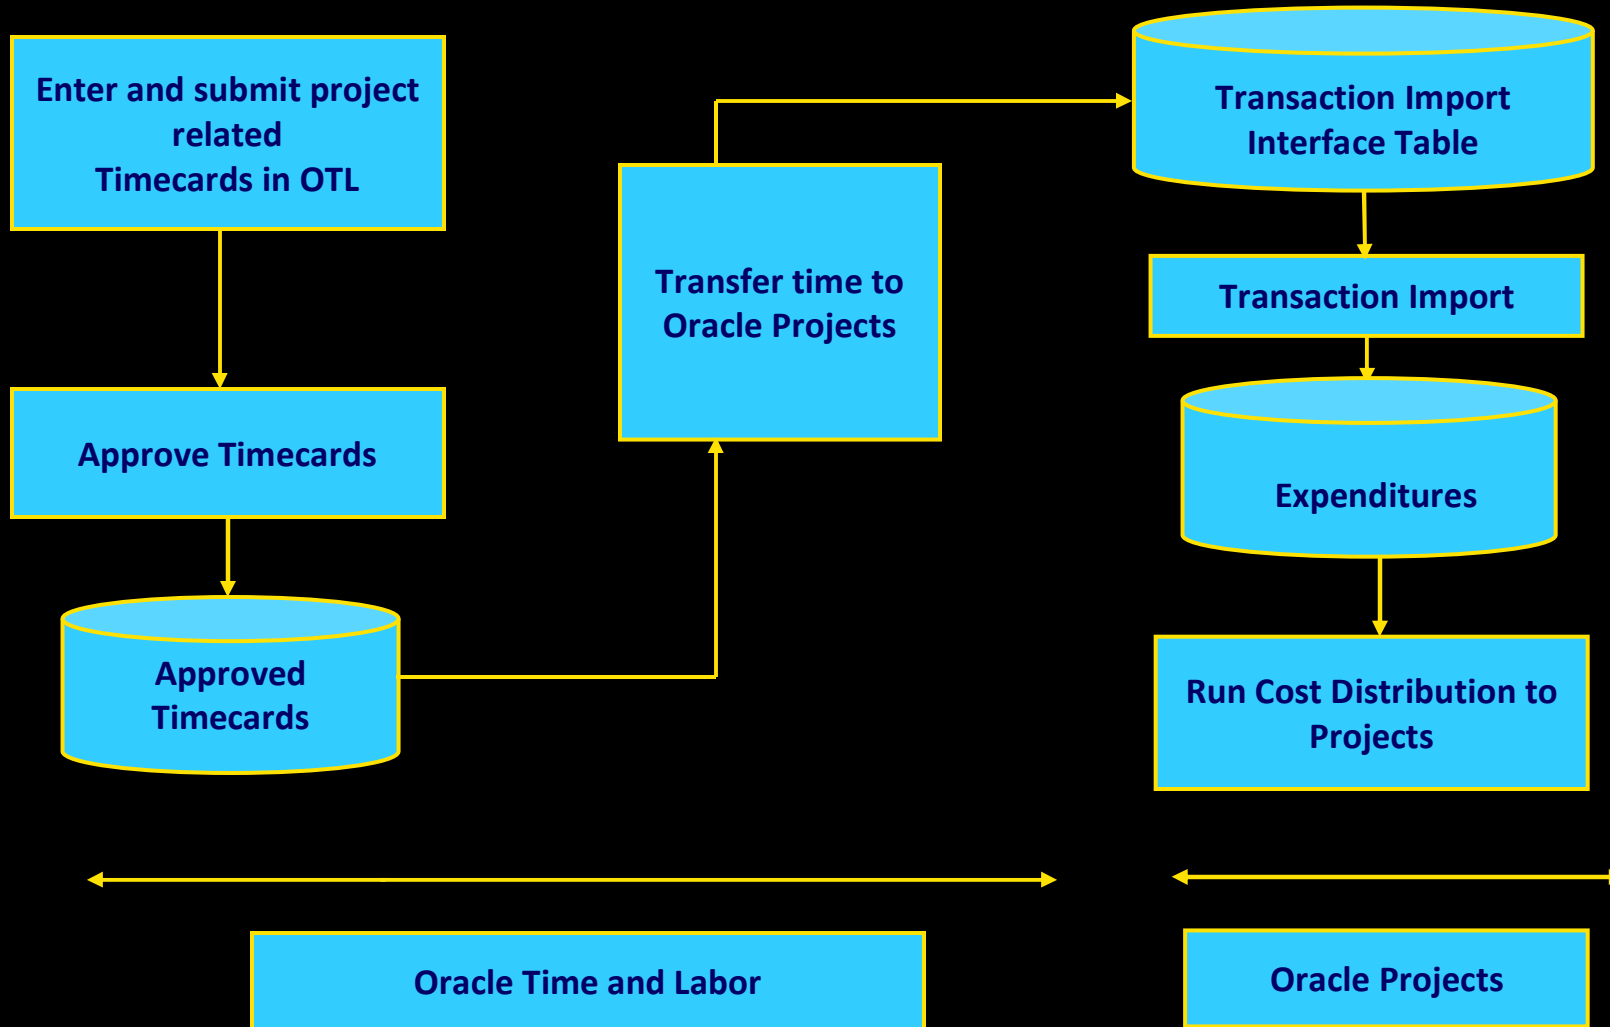 Enter and submit project
related
Timecards in OTL
Approve Timecards
Approved
Timecards
Transfer time to
Oracle Projects
Transaction Import
Interface Table
Transaction Import
Expenditures
Run Cost Distribution to
Projects
Oracle Time and Labor
Oracle Projects